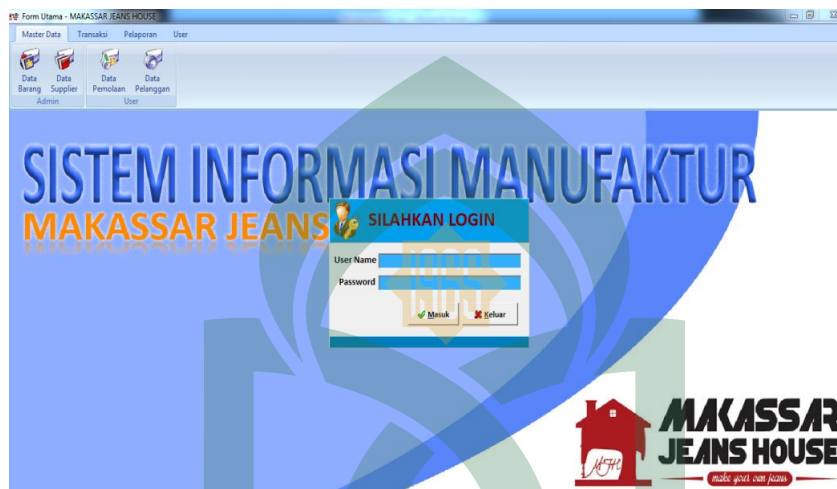 Form Utama - MAKASSAR JEANS HOUSE
Master Data Transaksi Pelaporan User
Data Barang Data Supplier Data Pemolaan Data Pelanggan
Admin User
SISTEM INFORMASI MANUFAKTUR
MAKASSAR JEANS
SILAHKAN LOGIN
User Name
Password
Masuk Keluar
1965
MAKASSAR
JEANS HOUSE
MJH
make your own jeans